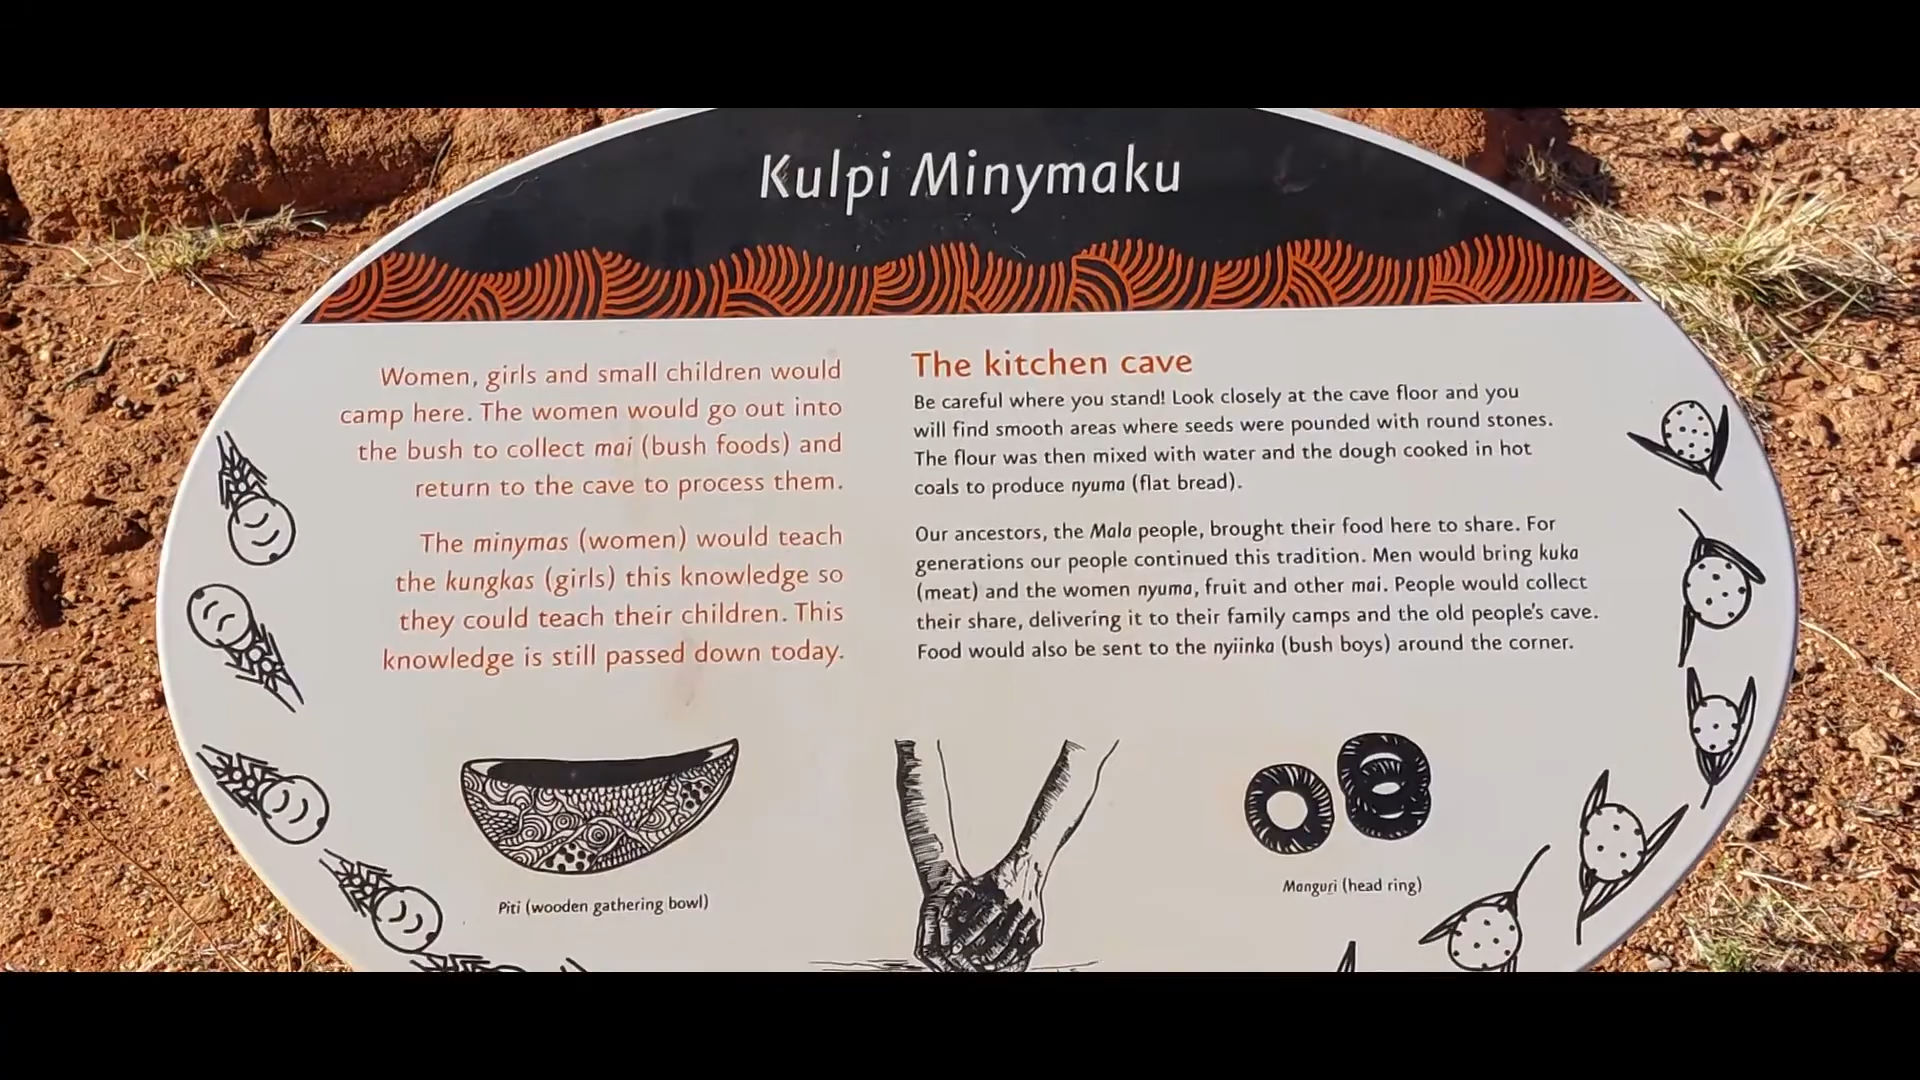 Kulpi Minymaku
Women, girls and small children would
camp here. The women would go out into
the bush to collect mai (bush foods) and
return to the cave to process them.
The minymas (women) would teach
the kungkas (girls) this knowledge so
they could teach their children. This
knowledge is still passed down today.
The kitchen cave
Be careful where you stand! Look closely at the cave floor and you
will find smooth areas where seeds were pounded with round stones.
The flour was then mixed with water and the dough cooked in hot
coals to produce nyuma (flat bread).
Our ancestors, the Mala people, brought their food here to share. For
generations our people continued this tradition. Men would bring kuka
(meat) and the women nyuma, fruit and other mai. People would collect
their share, delivering it to their family camps and the old people's cave.
Food would also be sent to the nyiinka (bush boys) around the corner.
Piti (wooden gathering bowl)
Manguri (head ring)